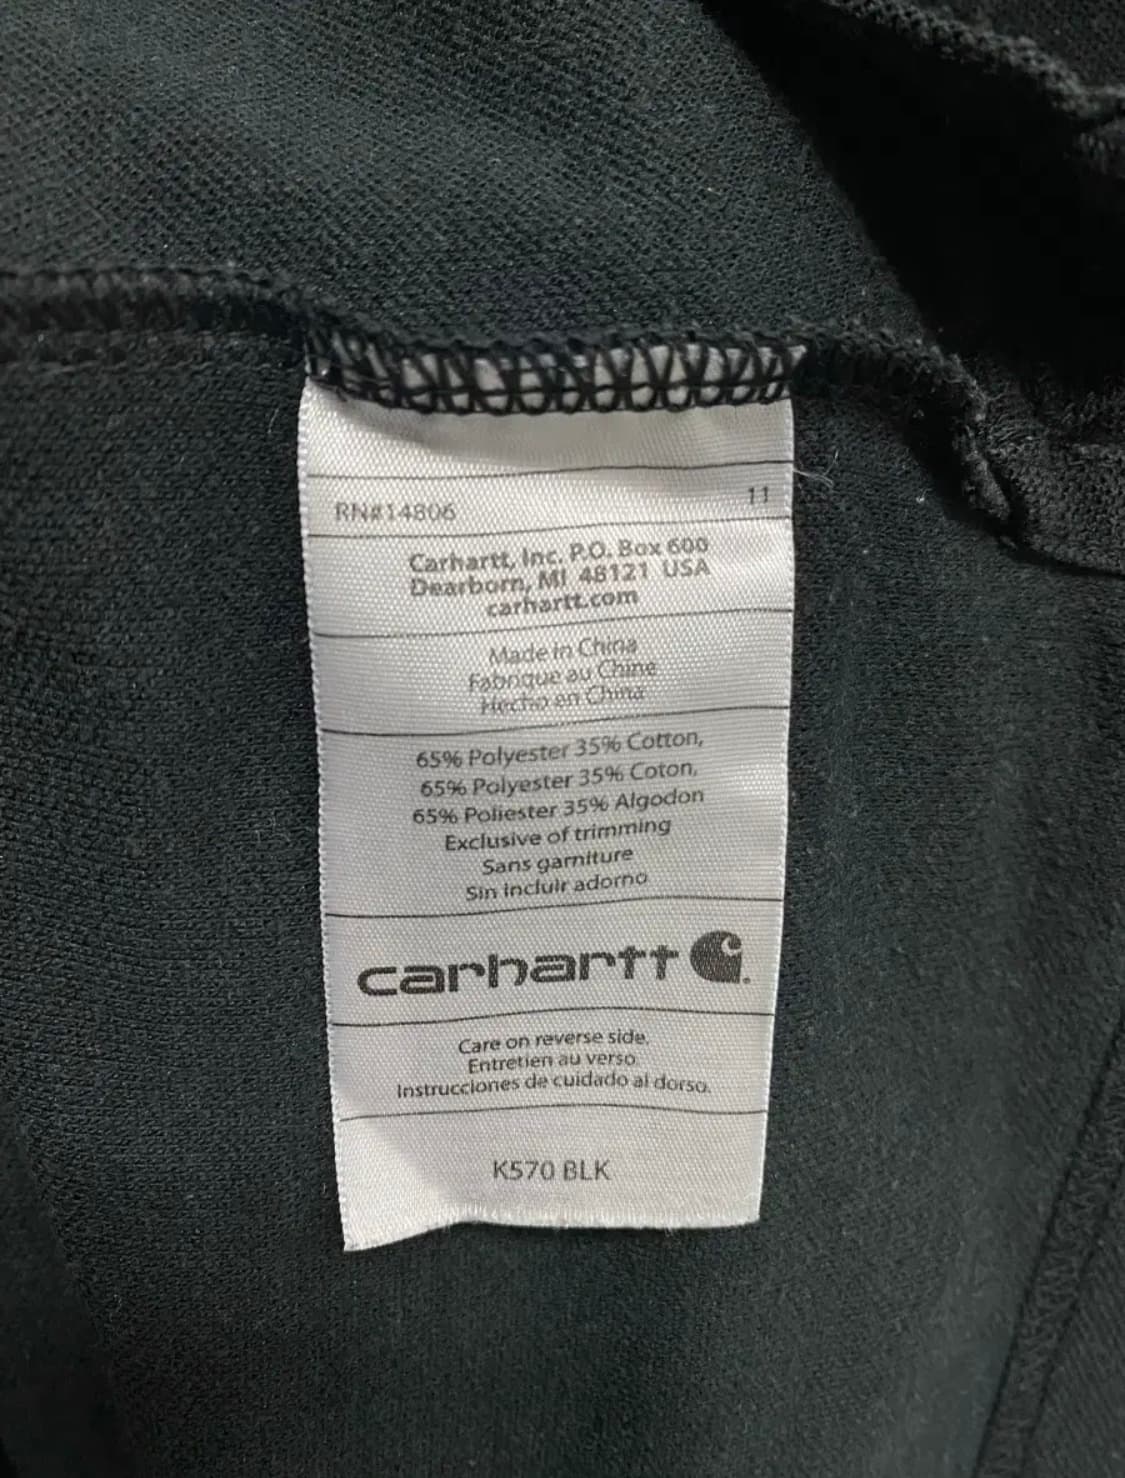 RN#14806 11
Carhartt, Inc. P.O. Box 600
Dearborn, MI 48121 USA
carhartt.com
Made in China
Fabrique au Chine
Hecho en China
65% Polyester 35% Cotton,
65% Polyester 35% Coton,
65% Poliester 35% Algodon
Exclusive of trimming
Sans garniture
Sin incluir adorno
carhartt
Care on reverse side.
Entretien au verso.
Instrucciones de cuidado al dorso.
K570 BLK